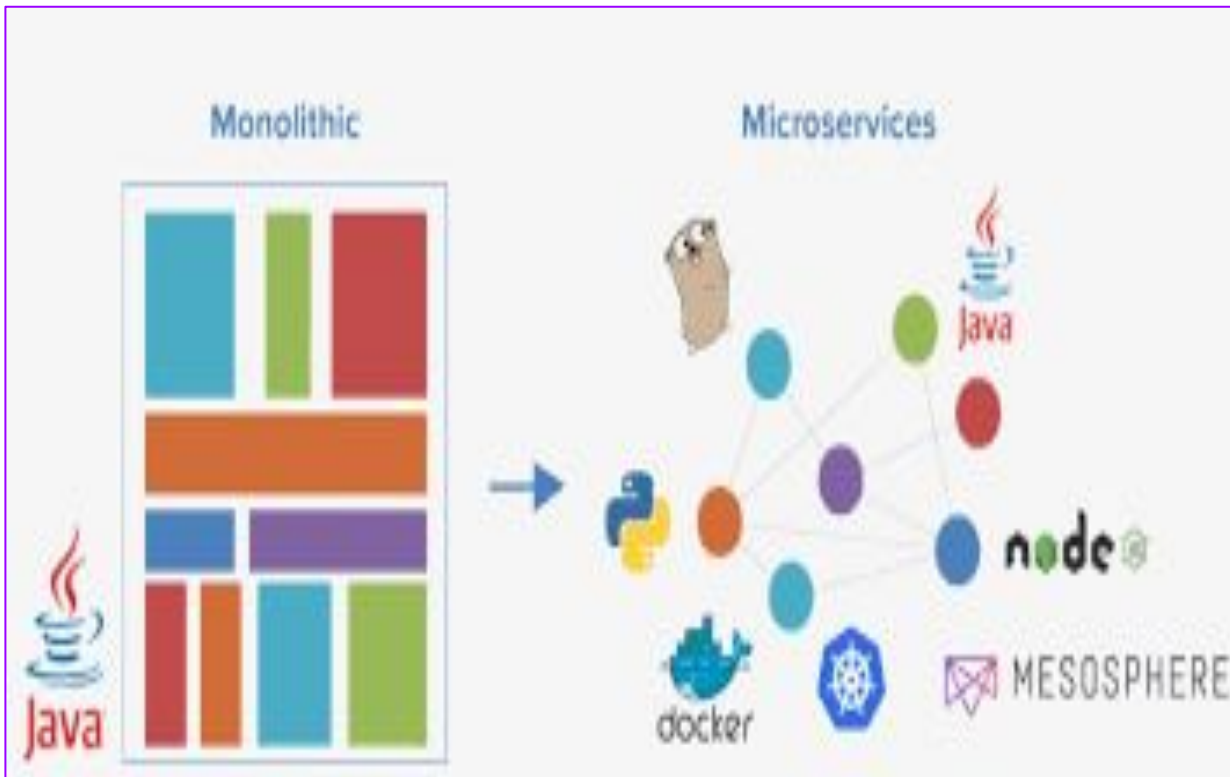 Monolithic
Microservices
Java
node
Java
docker
MESOSPHERE